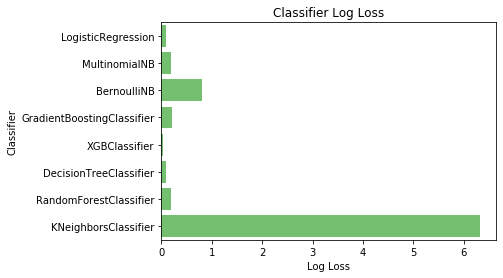 Classifier Log Loss
Classifier
LogisticRegression
MultinomialNB
BernoulliNB
GradientBoostingClassifier
XGBClassifier
DecisionTreeClassifier
RandomForestClassifier
KNeighborsClassifier
0 1 2 3 4 5 6
Log Loss